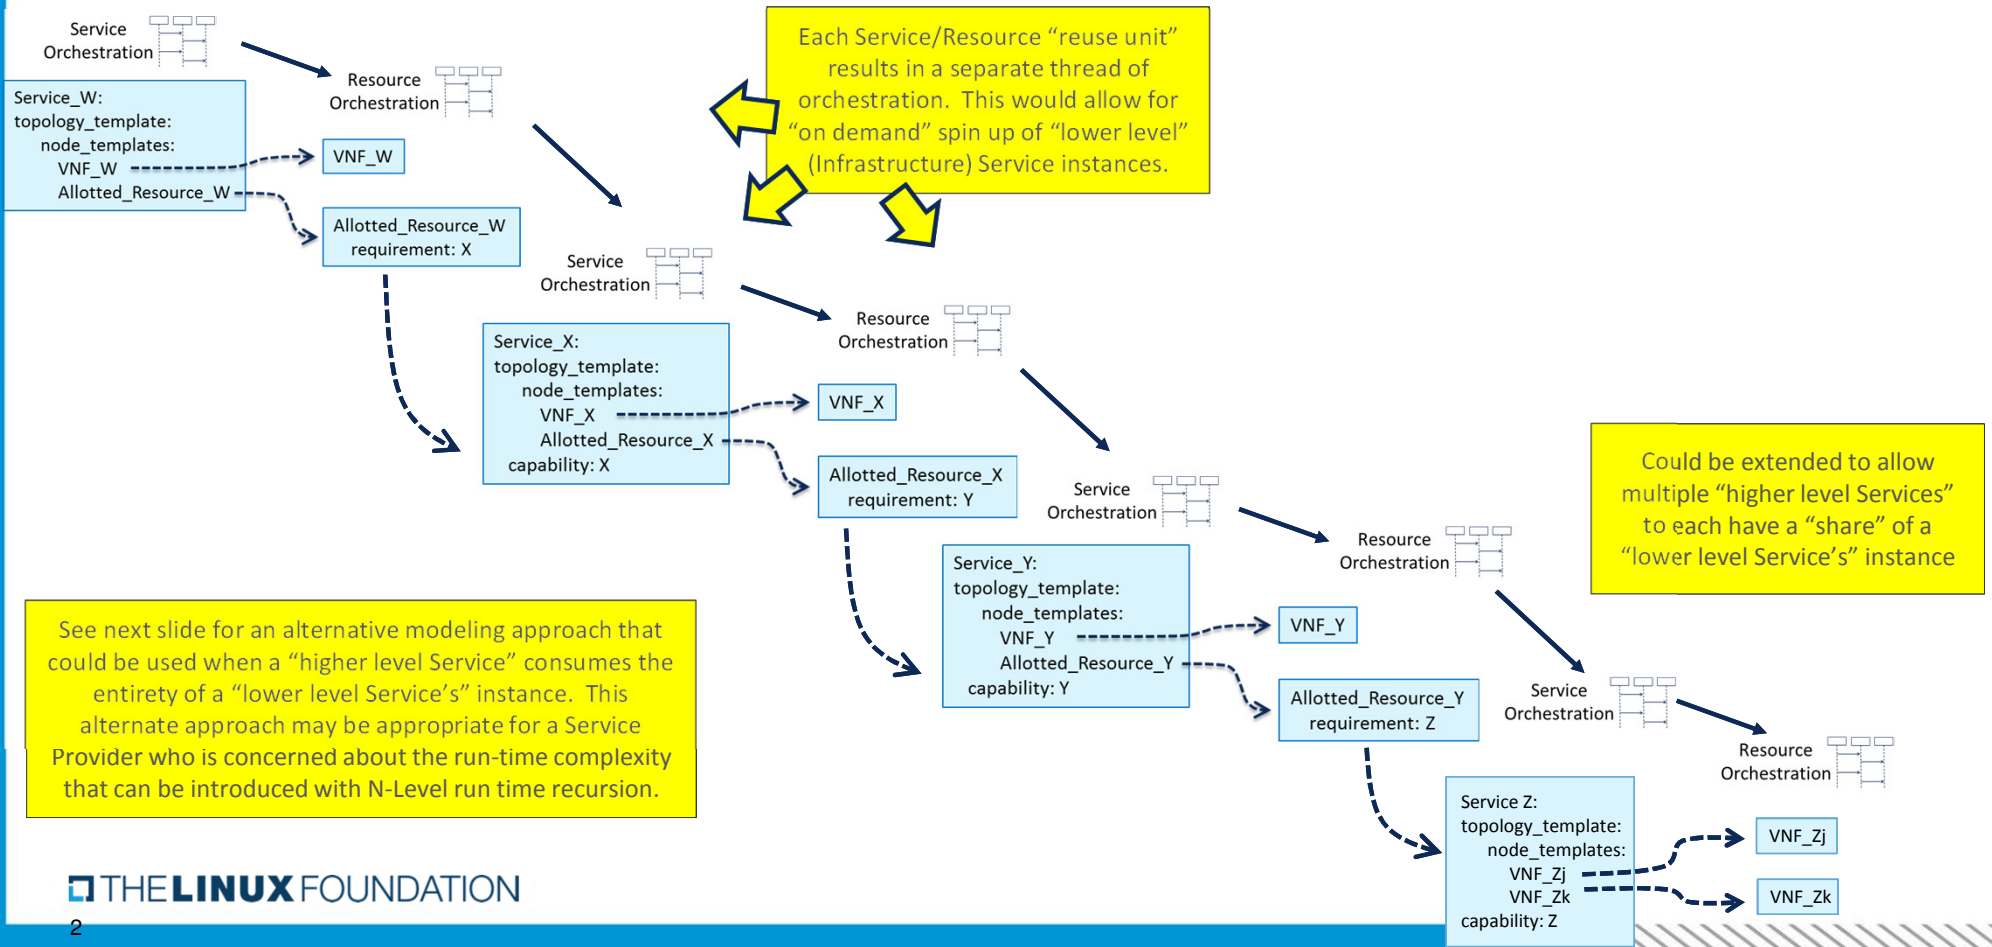 Service
Orchestration
Resource
Orchestration
Each Service/Resource “reuse unit”
results in a separate thread of
orchestration.  This would allow for
“on demand” spin up of “lower level”
(Infrastructure) Service instances.
Service_W:
topology_template:
node_templates:
VNF_W
Allotted_Resource_W
VNF_W
Allotted_Resource_W
requirement: X
Service
Orchestration
Resource
Orchestration
Service_X:
topology_template:
node_templates:
VNF_X
Allotted_Resource_X
capability: X
VNF_X
Allotted_Resource_X
requirement: Y
Service
Orchestration
Resource
Orchestration
Could be extended to allow
multiple “higher level Services”
to each have a “share” of a
“lower level Service’s” instance
Service_Y:
topology_template:
node_templates:
VNF_Y
Allotted_Resource_Y
capability: Y
VNF_Y
Allotted_Resource_Y
requirement: Z
Service
Orchestration
Resource
Orchestration
See next slide for an alternative modeling approach that
could be used when a “higher level Service” consumes the
entirety of a “lower level Service’s” instance.  This
alternate approach may be appropriate for a Service
Provider who is concerned about the run-time complexity
that can be introduced with N-Level run time recursion.
Service Z:
topology_template:
node_templates:
VNF_Zj
VNF_Zk
capability: Z
VNF_Zj
VNF_Zk
THE LINUX FOUNDATION
2